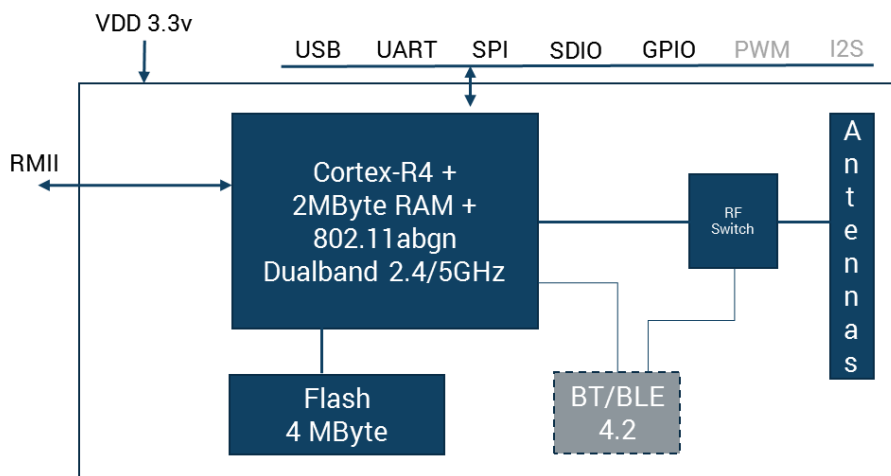 VDD 3.3v
USB UART SPI SDIO GPIO PWM I2S
RMII
Cortex-R4 +
2MByte RAM +
802.11abgn
Dualband 2.4/5GHz
RF
Switch
Antennas
Flash
4 MByte
BT/BLE
4.2